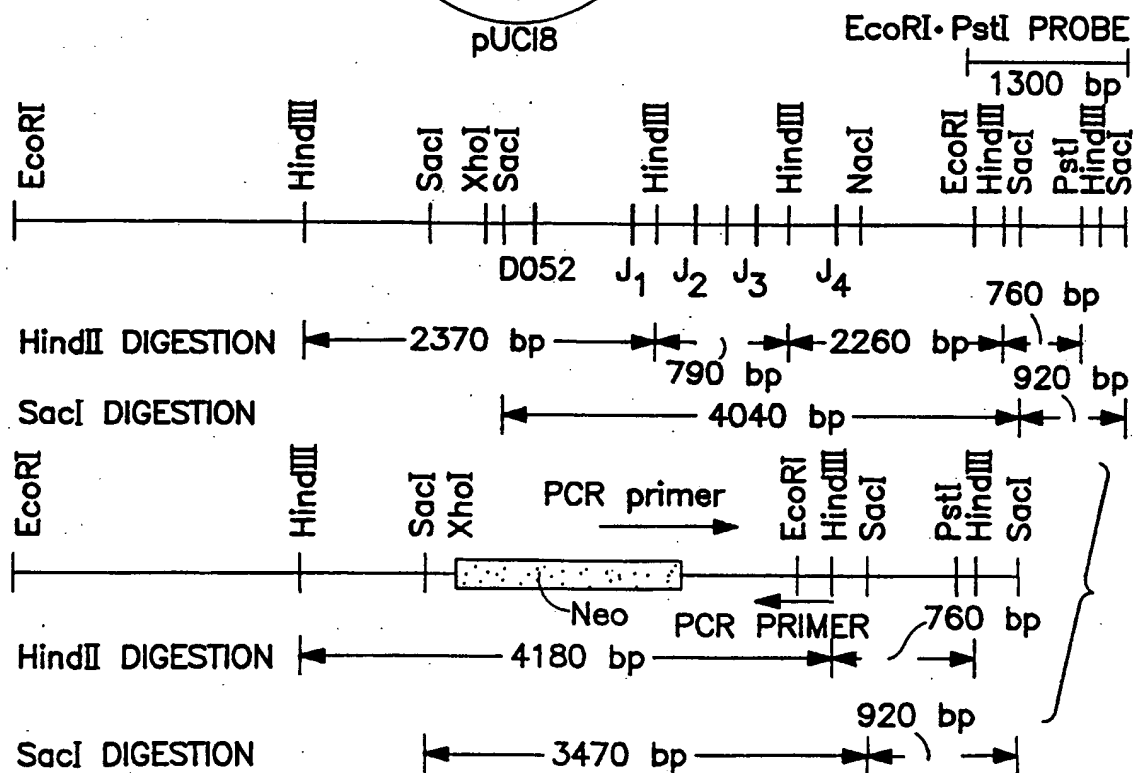 pUC18
EcoRI·PstI PROBE
1300 bp
EcoRI HindIII SacI XhoI SacI HindIII HindIII NacI EcoRI HindIII SacI PstI HindIII SacI
D052 J1 J2 J3 J4
760 bp
HindII DIGESTION 2370 bp 790 bp 2260 bp
920 bp
SacI DIGESTION 4040 bp
EcoRI HindIII SacI XhoI PCR primer EcoRI HindIII SacI PstI HindIII SacI
Neo PCR PRIMER 760 bp
HindII DIGESTION 4180 bp
920 bp
SacI DIGESTION 3470 bp